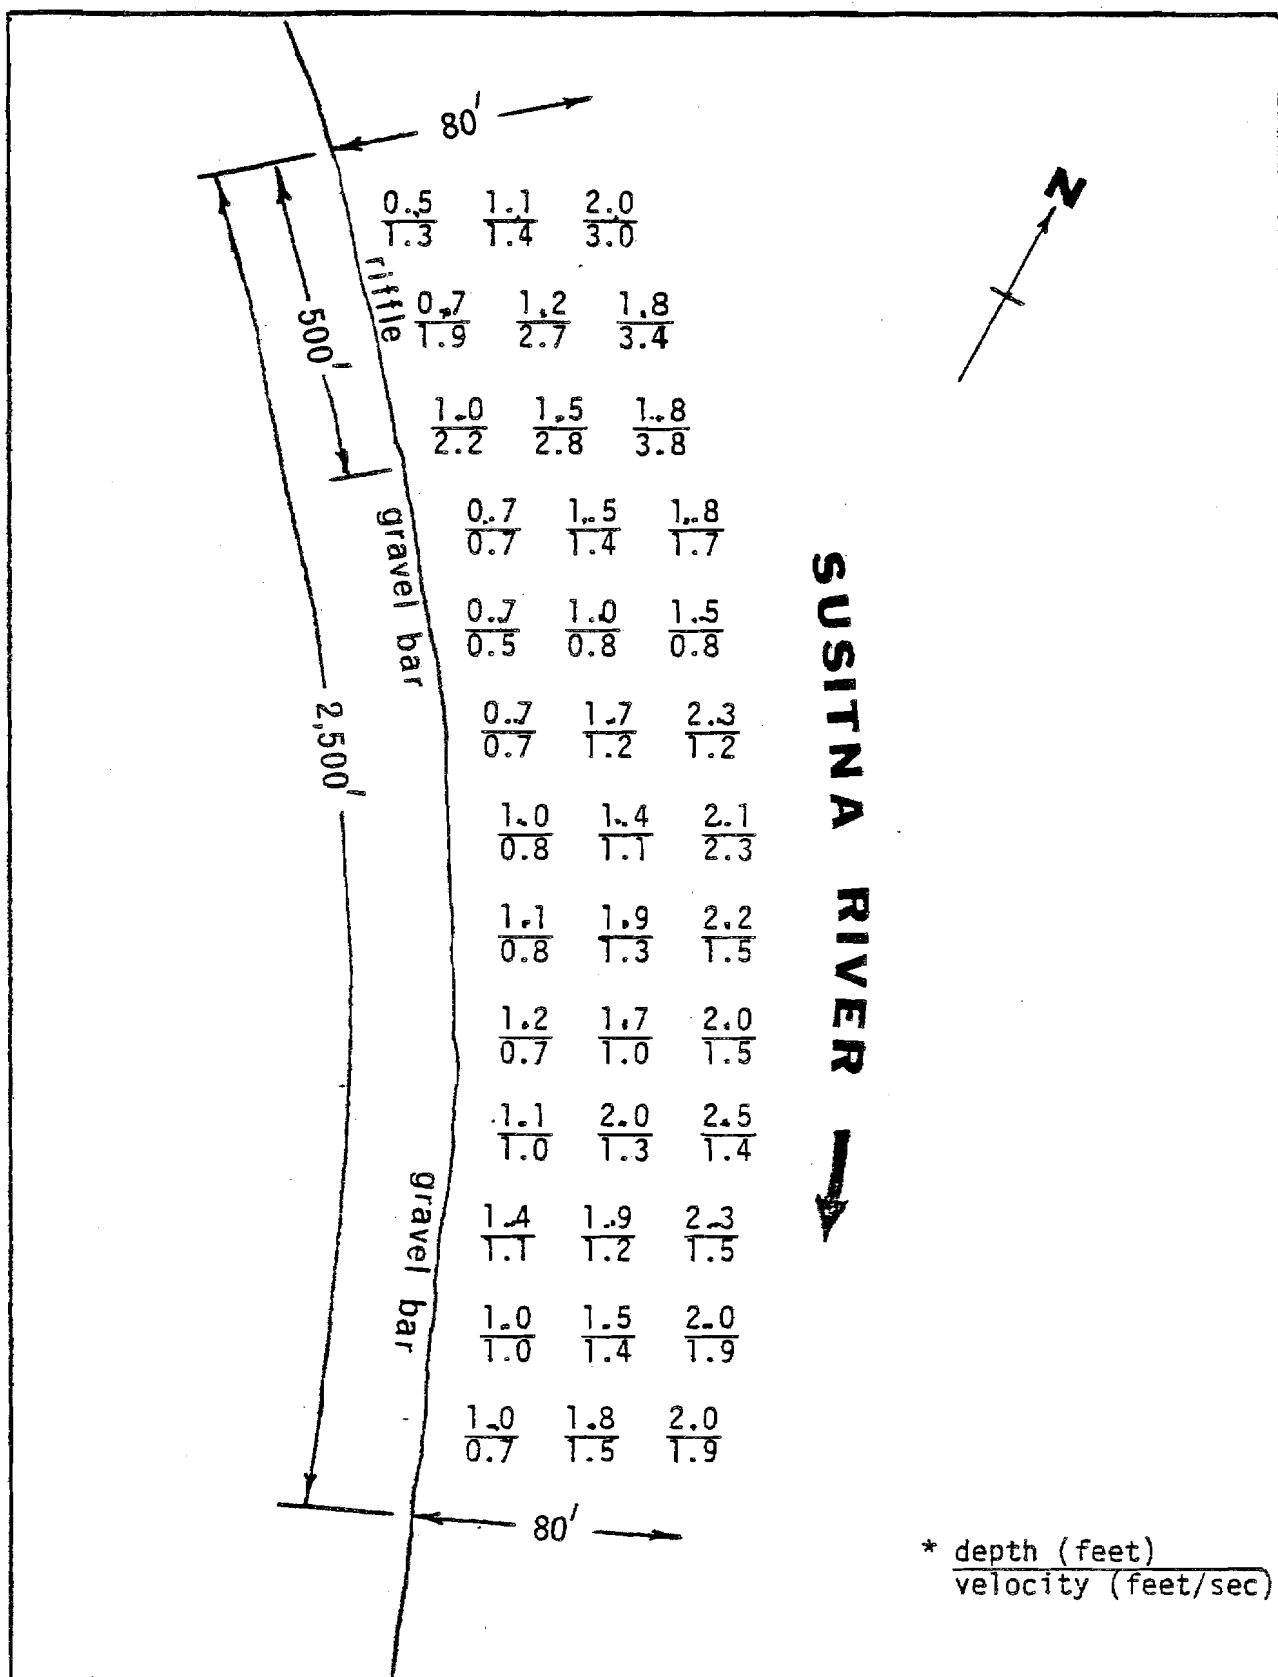 80'
N
0.5 1.1 2.0
1.3 1.4 3.0
riffle
500'
0.7 1.2 1.8
1.9 2.7 3.4
1.0 1.5 1.8
2.2 2.8 3.8
gravel bar
0.7 1.5 1.8
0.7 1.4 1.7
0.7 1.0 1.5
0.5 0.8 0.8
SUSITNA RIVER
2,500'
0.7 1.7 2.3
0.7 1.2 1.2
1.0 1.4 2.1
0.8 1.1 2.3
1.1 1.9 2.2
0.8 1.3 1.5
1.2 1.7 2.0
0.7 1.0 1.5
1.1 2.0 2.5
1.0 1.3 1.4
gravel bar
1.4 1.9 2.3
1.1 1.2 1.5
1.0 1.5 2.0
1.0 1.4 1.9
1.0 1.8 2.0
0.7 1.5 1.9
80'
* depth (feet)
velocity (feet/sec)